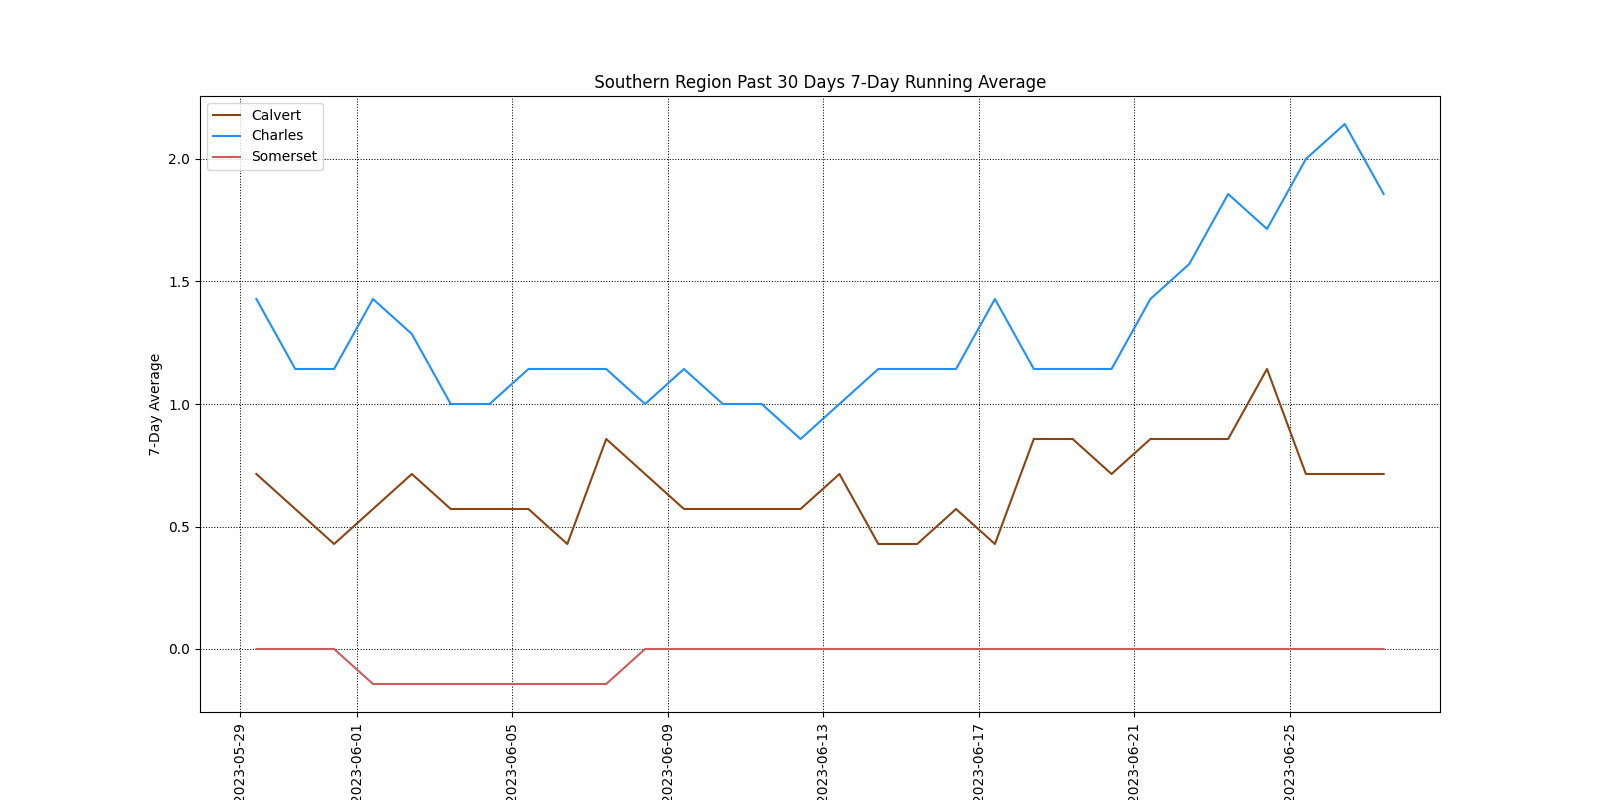 Southern Region Past 30 Days 7-Day Running Average
Calvert
Charles
Somerset
7-Day Average
2.0
1.5
1.0
0.5
0.0
2023-05-29
2023-06-01
2023-06-05
2023-06-09
2023-06-13
2023-06-17
2023-06-21
2023-06-25